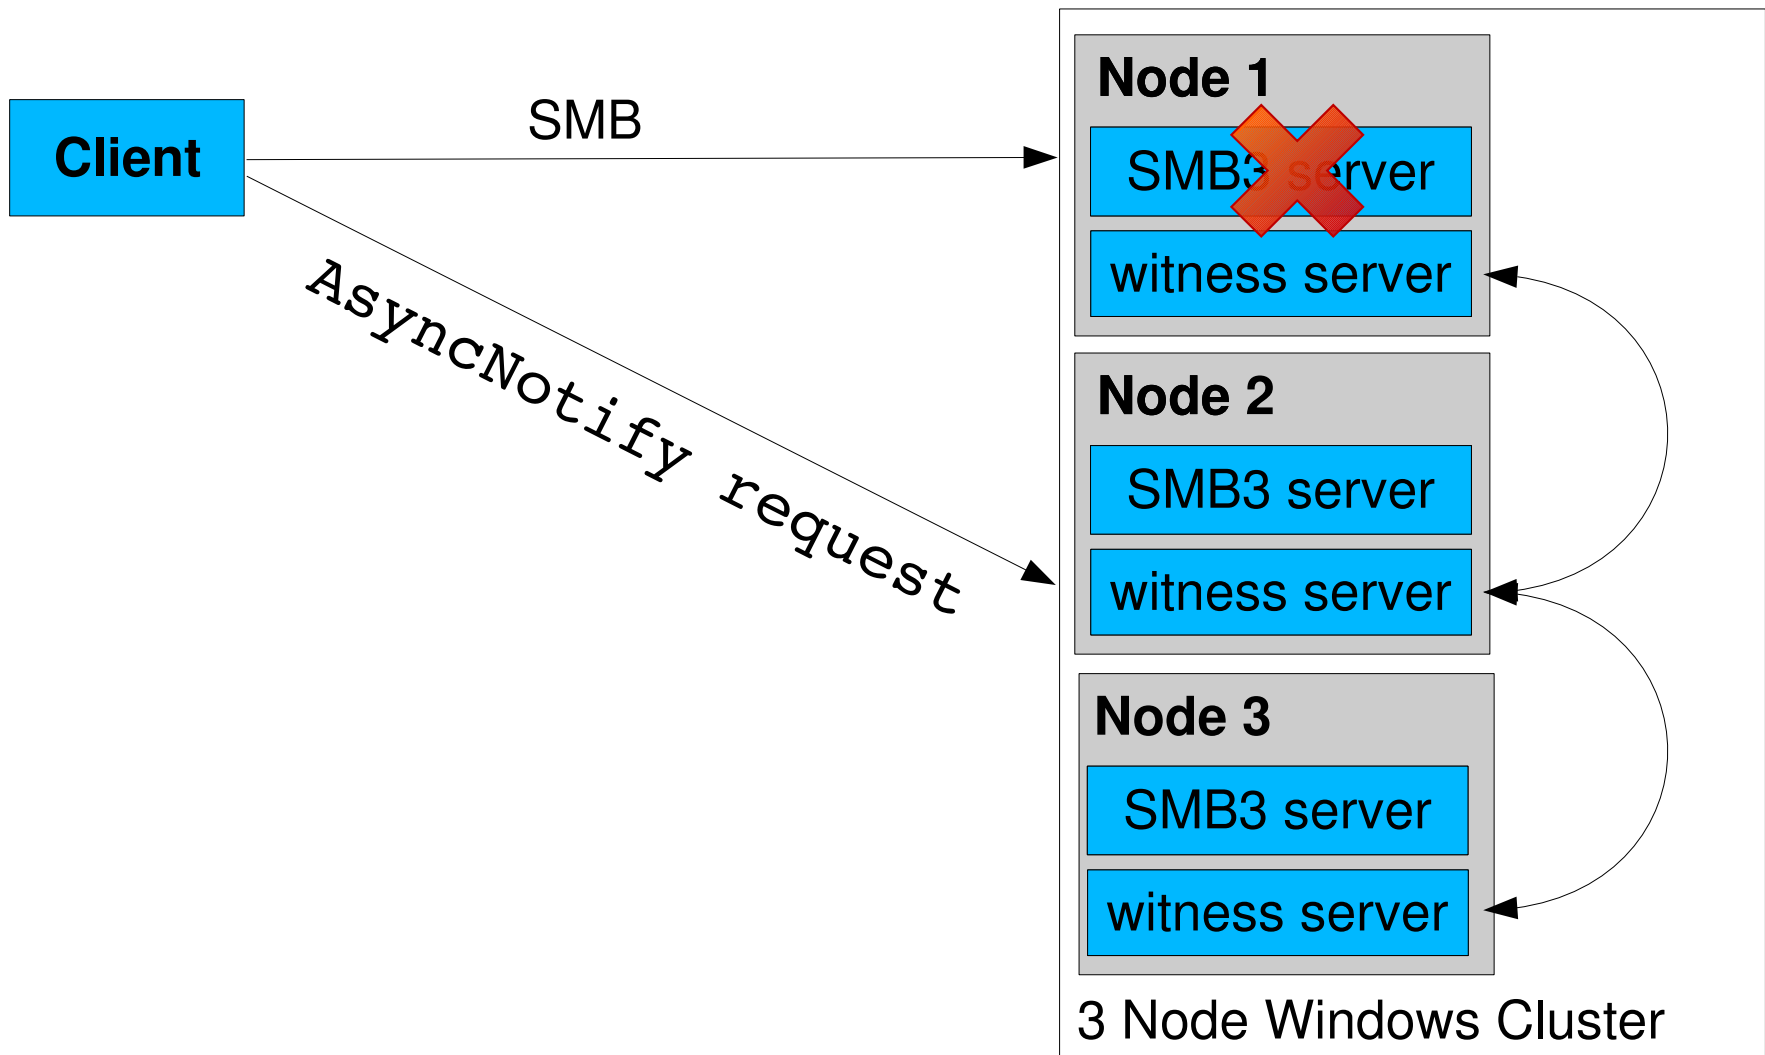 Client
SMB
AsyncNotify request
Node 1
SMB3 server
witness server
Node 2
SMB3 server
witness server
Node 3
SMB3 server
witness server
3 Node Windows Cluster